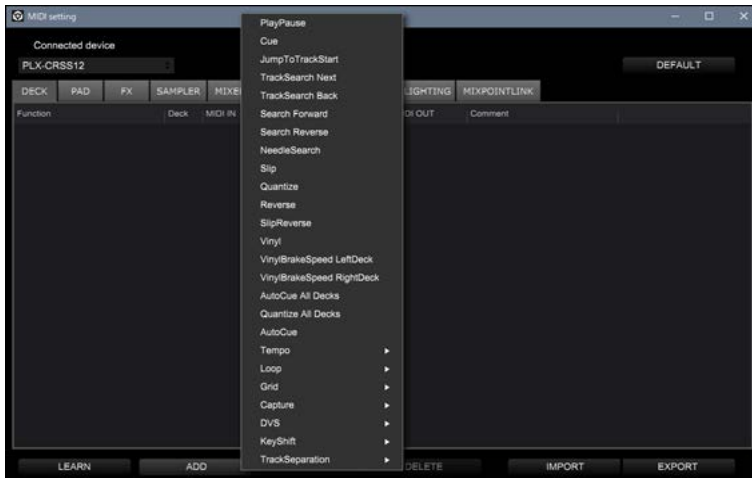 MIDI setting
Connected device
PLX-CRSS12
DEFAULT
DECK PAD FX SAMPLER LIGHTING MIXPOINTLINK
Function Deck MIDI IN OUT Comment
PlayPause
Cue
JumpToTrackStart
TrackSearch Next
TrackSearch Back
Search Forward
Search Reverse
NeedleSearch
Slip
Quantize
Reverse
SlipReverse
Vinyl
VinylBrakeSpeed LeftDeck
VinylBrakeSpeed RightDeck
AutoCue All Decks
Quantize All Decks
AutoCue
Tempo
Loop
Grid
Capture
DVS
KeyShift
TrackSeparation
LEARN ADD DELETE IMPORT EXPORT